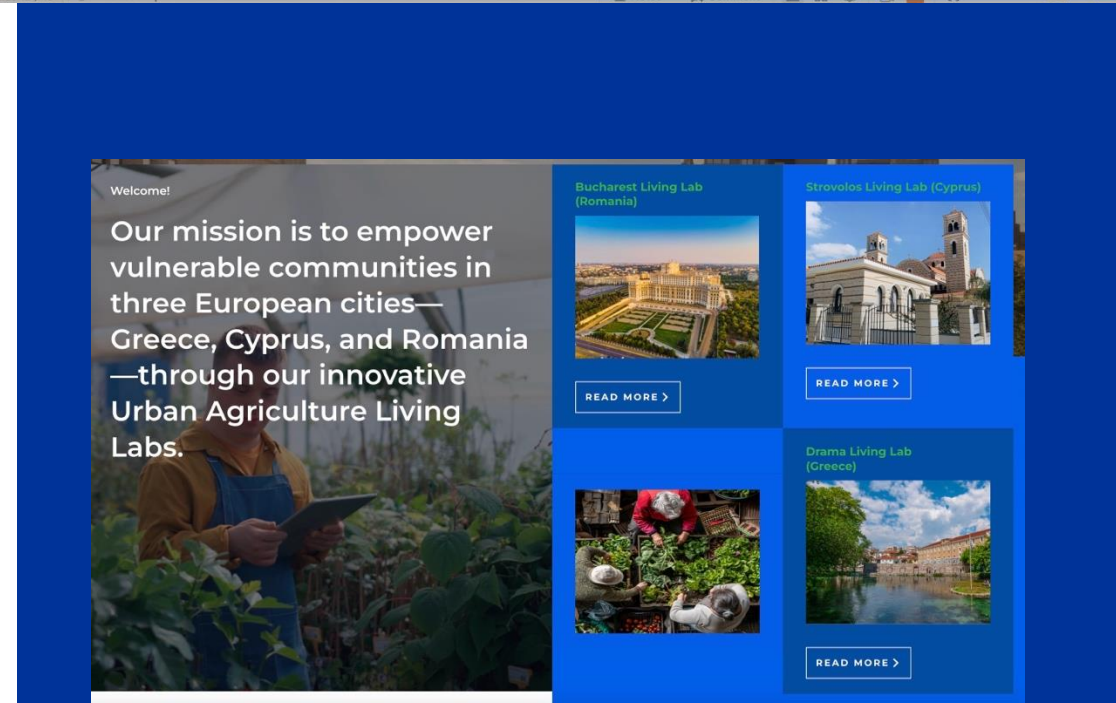 Welcome!
Our mission is to empower
vulnerable communities in
three European cities—
Greece, Cyprus, and Romania
—through our innovative
Urban Agriculture Living
Labs.
Bucharest Living Lab
(Romania)
READ MORE >
Strovolos Living Lab (Cyprus)
READ MORE >
Drama Living Lab
(Greece)
READ MORE >